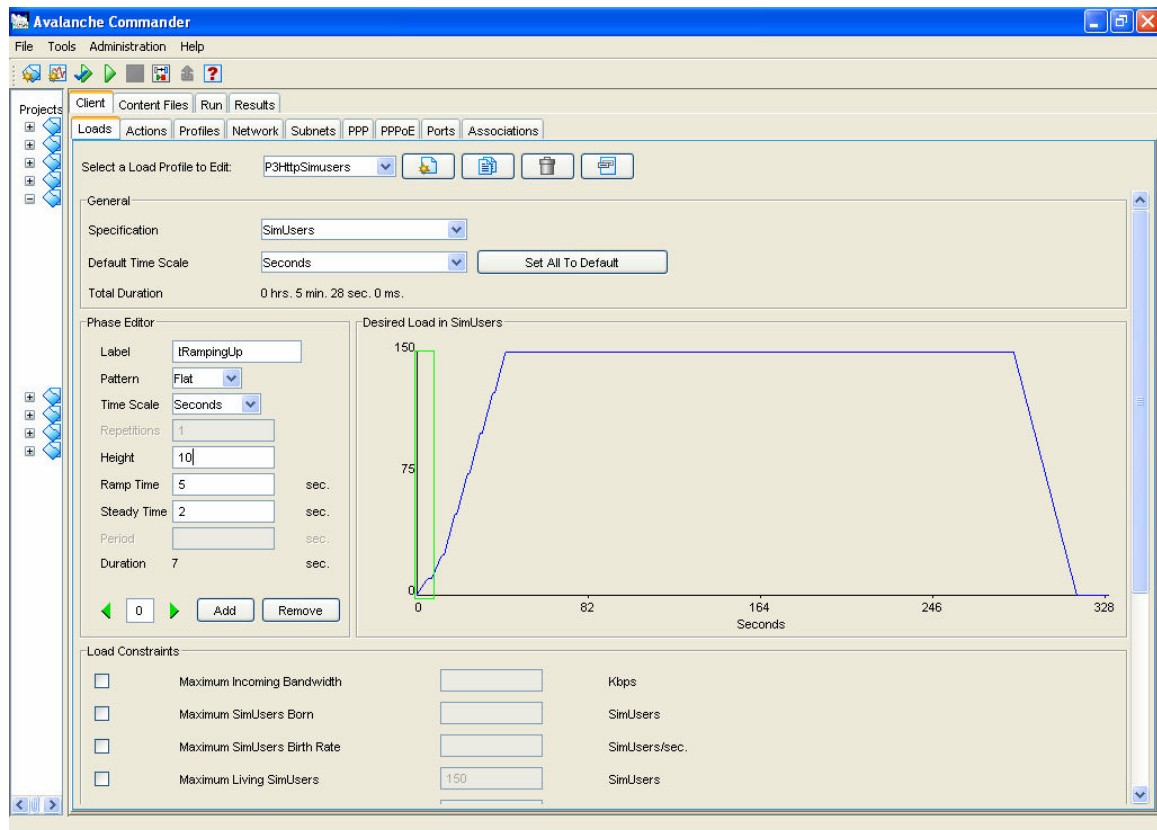 Avalanche Commander
File Tools Administration Help
Projects
Client Content Files Run Results
Loads Actions Profiles Network Subnets PPP PPPoE Ports Associations
Select a Load Profile to Edit: P3HttpSimusers
General
Specification SimUsers
Default Time Scale Seconds Set All To Default
Total Duration 0 hrs. 5 min. 28 sec. 0 ms.
Phase Editor
Label tRampingUp
Pattern Flat
Time Scale Seconds
Repetitions 1
Height 10
Ramp Time 5 sec.
Steady Time 2 sec.
Period sec.
Duration 7 sec.
0 Add Remove
Desired Load in SimUsers
150
75
0
0 82 164 246 328
Seconds
Load Constraints
Maximum Incoming Bandwidth Kbps
Maximum SimUsers Born SimUsers
Maximum SimUsers Birth Rate SimUsers/sec.
Maximum Living SimUsers 150 SimUsers